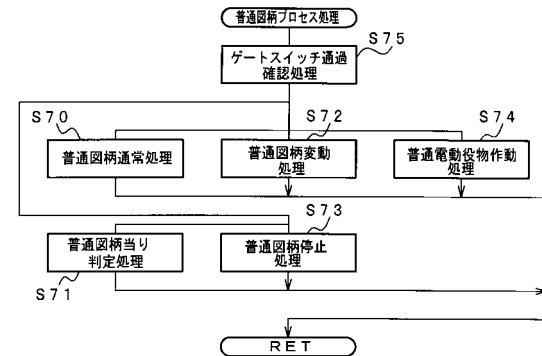 普通図柄プロセス処理
S75
ゲートスイッチ通過
確認処理
S70
S72
S74
普通図柄通常処理
普通図柄変動
処理
普通電動役物作動
処理
S73
普通図柄当り
判定処理
普通図柄停止
処理
S71
RET